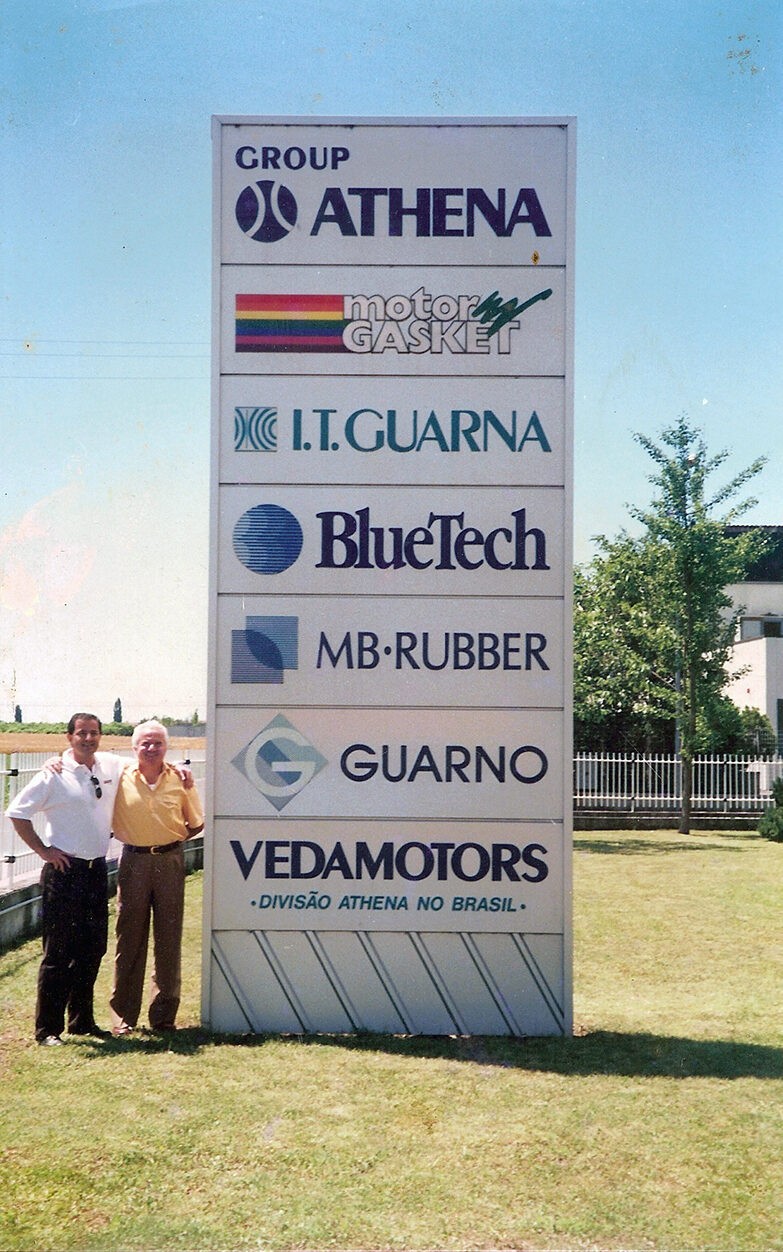 GROUP
ATHENA
motor
GASKET
I.T. GUARNA
BlueTech
MB·RUBBER
G GUARNO
VEDAMOTORS
·DIVISÃO ATHENA NO BRASIL·